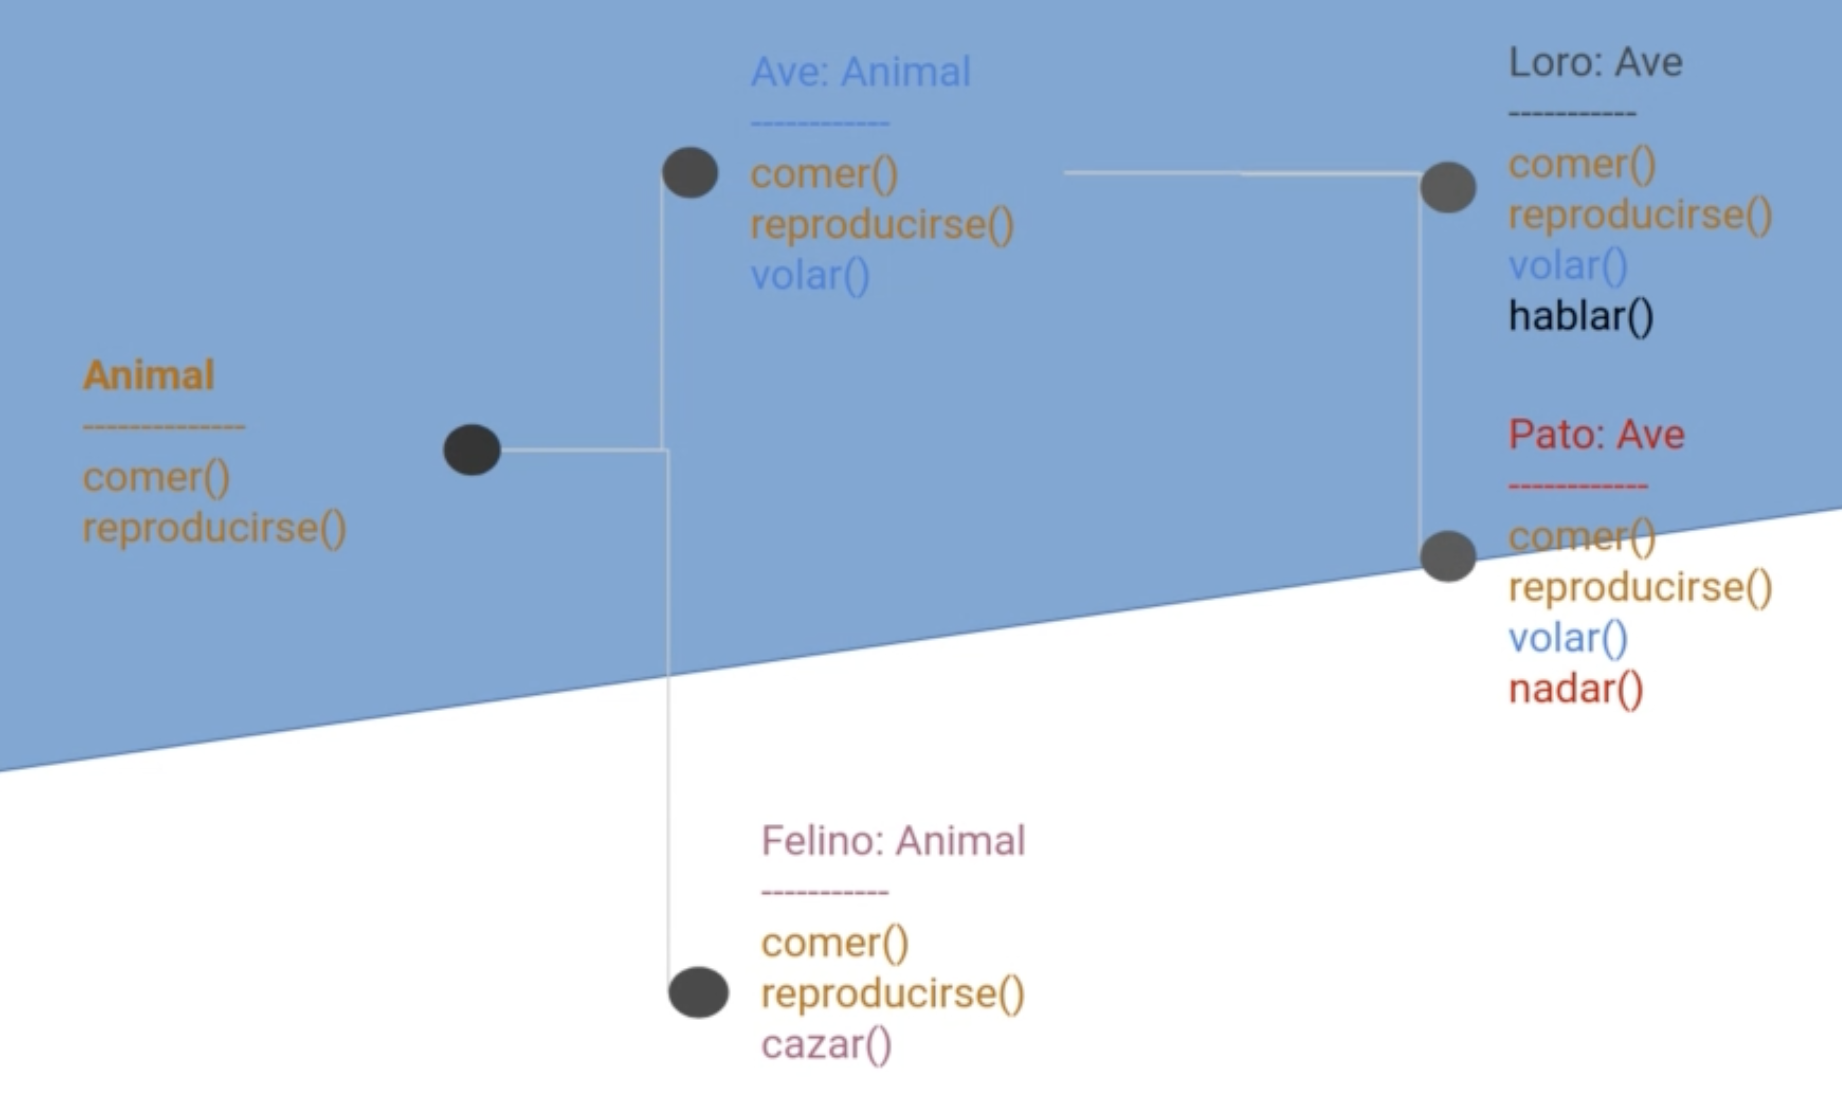 Animal
--------------
comer()
reproducirse()
Ave: Animal
------------
comer()
reproducirse()
volar()
Felino: Animal
-----------
comer()
reproducirse()
cazar()
Loro: Ave
-----------
comer()
reproducirse()
volar()
hablar()
Pato: Ave
------------
comer()
reproducirse()
volar()
nadar()